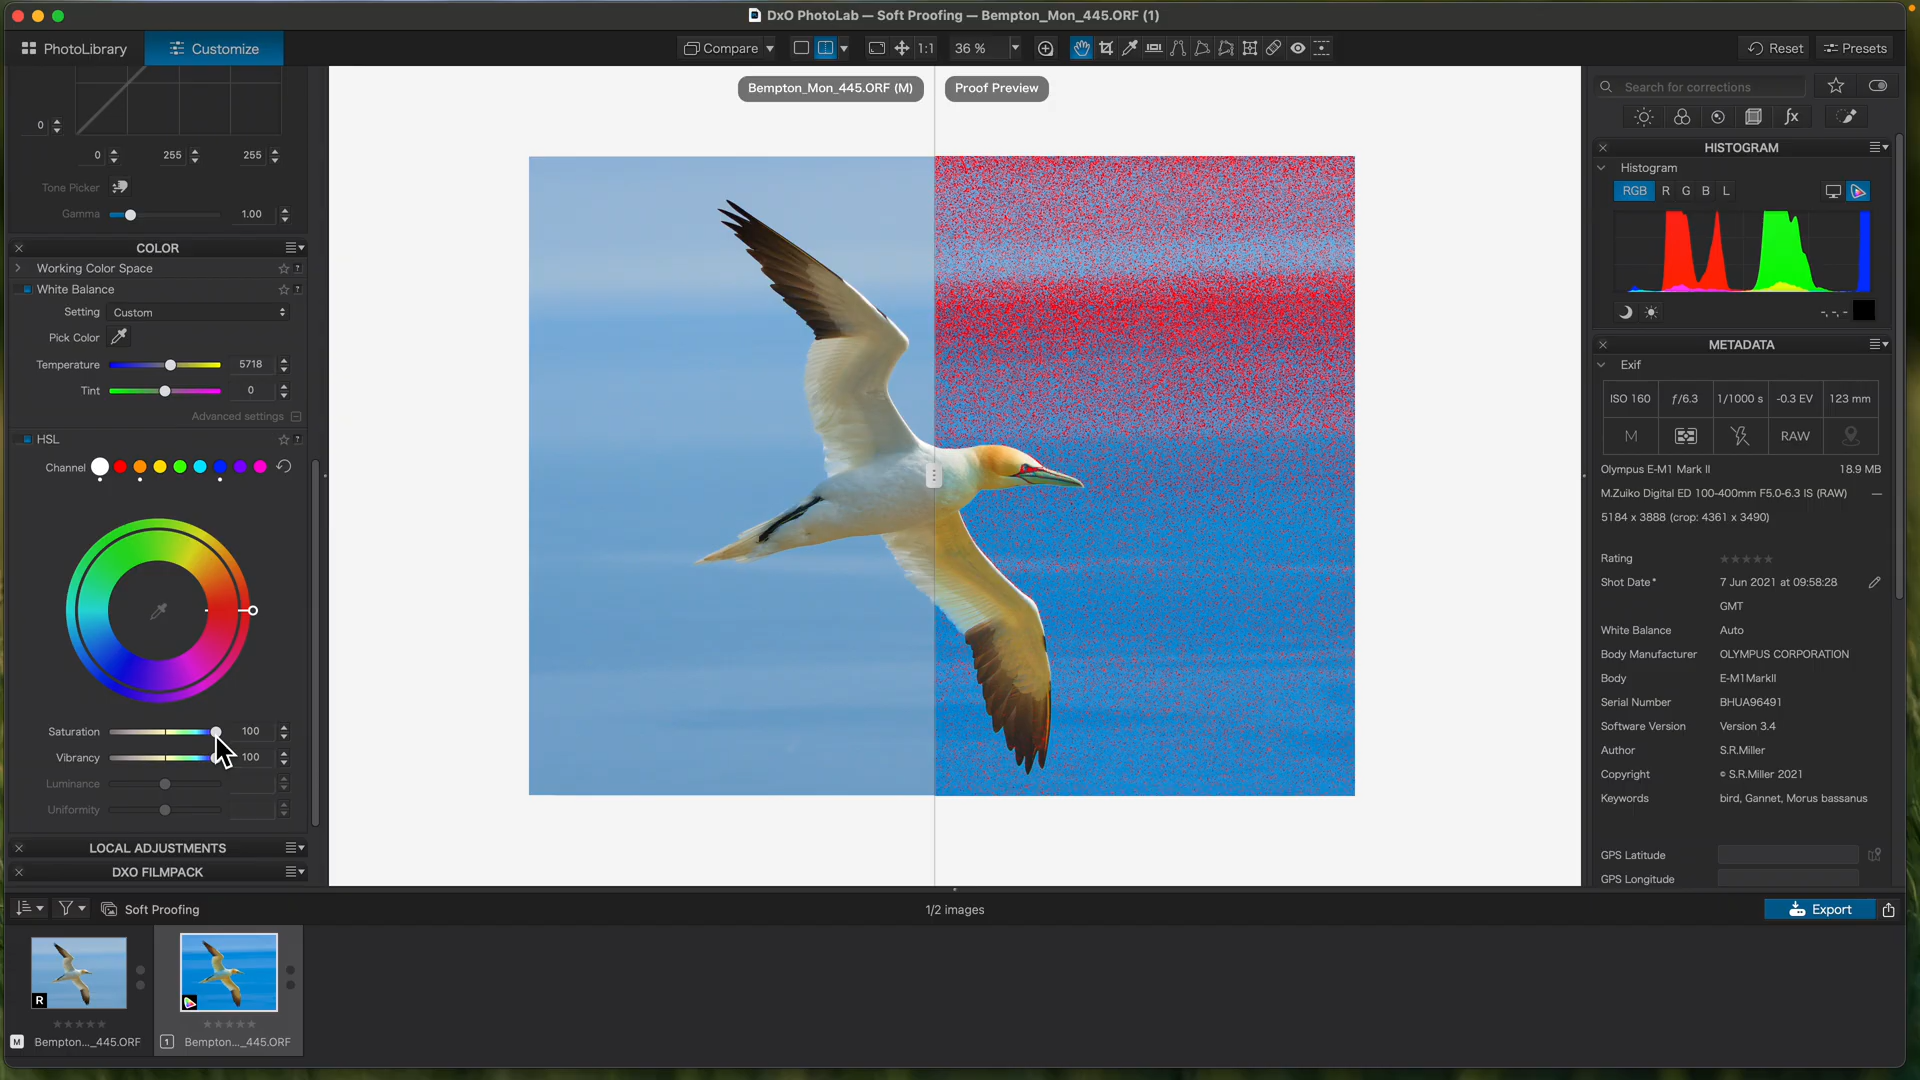 DxO PhotoLab — Soft Proofing — Bempton_Mon_445.ORF (1)
PhotoLibrary
Customize
Compare
1:1
36 %
Reset
Presets
Bempton_Mon_445.ORF (M)
Proof Preview
0
0
255
255
Tone Picker
Gamma
1.00
COLOR
Working Color Space
White Balance
Setting
Custom
Pick Color
Temperature
5718
Tint
0
Advanced settings
HSL
Channel
Saturation
100
Vibrancy
100
Luminance
Uniformity
LOCAL ADJUSTMENTS
DXO FILMPACK
Search for corrections
fx
HISTOGRAM
Histogram
RGB R G B L
-, -, -
METADATA
Exif
ISO 160 ƒ/6.3 1/1000 s -0.3 EV 123 mm
M RAW
Olympus E-M1 Mark II 18.9 MB
M.Zuiko Digital ED 100-400mm F5.0-6.3 IS (RAW) —
5184 x 3888 (crop: 4361 x 3490)
Rating
Shot Date* 7 Jun 2021 at 09:58:28
GMT
White Balance Auto
Body Manufacturer OLYMPUS CORPORATION
Body E-M1MarkII
Serial Number BHUA96491
Software Version Version 3.4
Author S.R.Miller
Copyright © S.R.Miller 2021
Keywords bird, Gannet, Morus bassanus
GPS Latitude
GPS Longitude
Soft Proofing
1/2 images
Export
R
M Bempton..._445.ORF
1 Bempton..._445.ORF